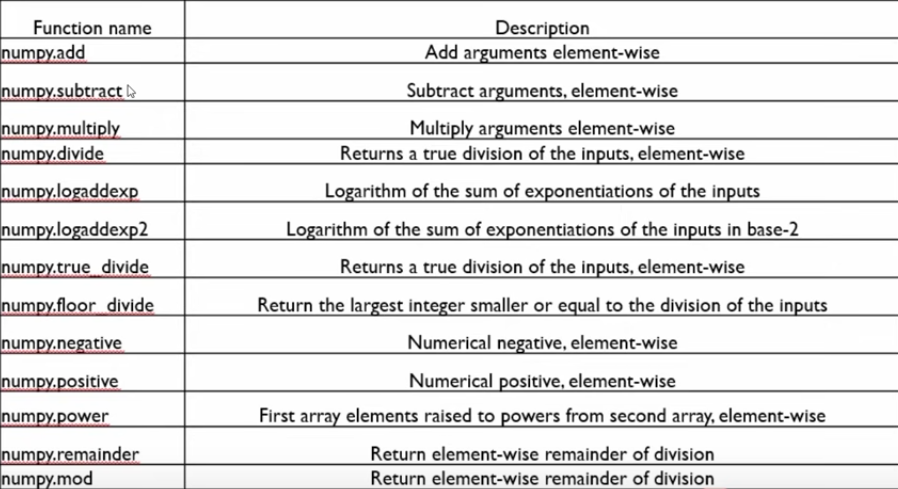 Function name Description
numpy.add Add arguments element-wise
numpy.subtract Subtract arguments, element-wise
numpy.multiply Multiply arguments element-wise
numpy.divide Returns a true division of the inputs, element-wise
numpy.logaddexp Logarithm of the sum of exponentiations of the inputs
numpy.logaddexp2 Logarithm of the sum of exponentiations of the inputs in base-2
numpy.true_divide Returns a true division of the inputs, element-wise
numpy.floor_divide Return the largest integer smaller or equal to the division of the inputs
numpy.negative Numerical negative, element-wise
numpy.positive Numerical positive, element-wise
numpy.power First array elements raised to powers from second array, element-wise
numpy.remainder Return element-wise remainder of division
numpy.mod Return element-wise remainder of division